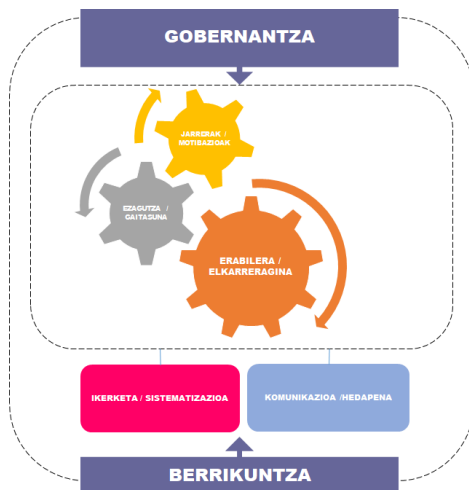 GOBERNANTZA
JARRERAK /
MOTIBAZIOAK
EZAGUTZA /
GAITASUNA
ERABILERA /
ELKARRERAGINA
IKERKETA / SISTEMATIZAZIOA
KOMUNIKAZIOA /HEDAPENA
BERRIKUNTZA